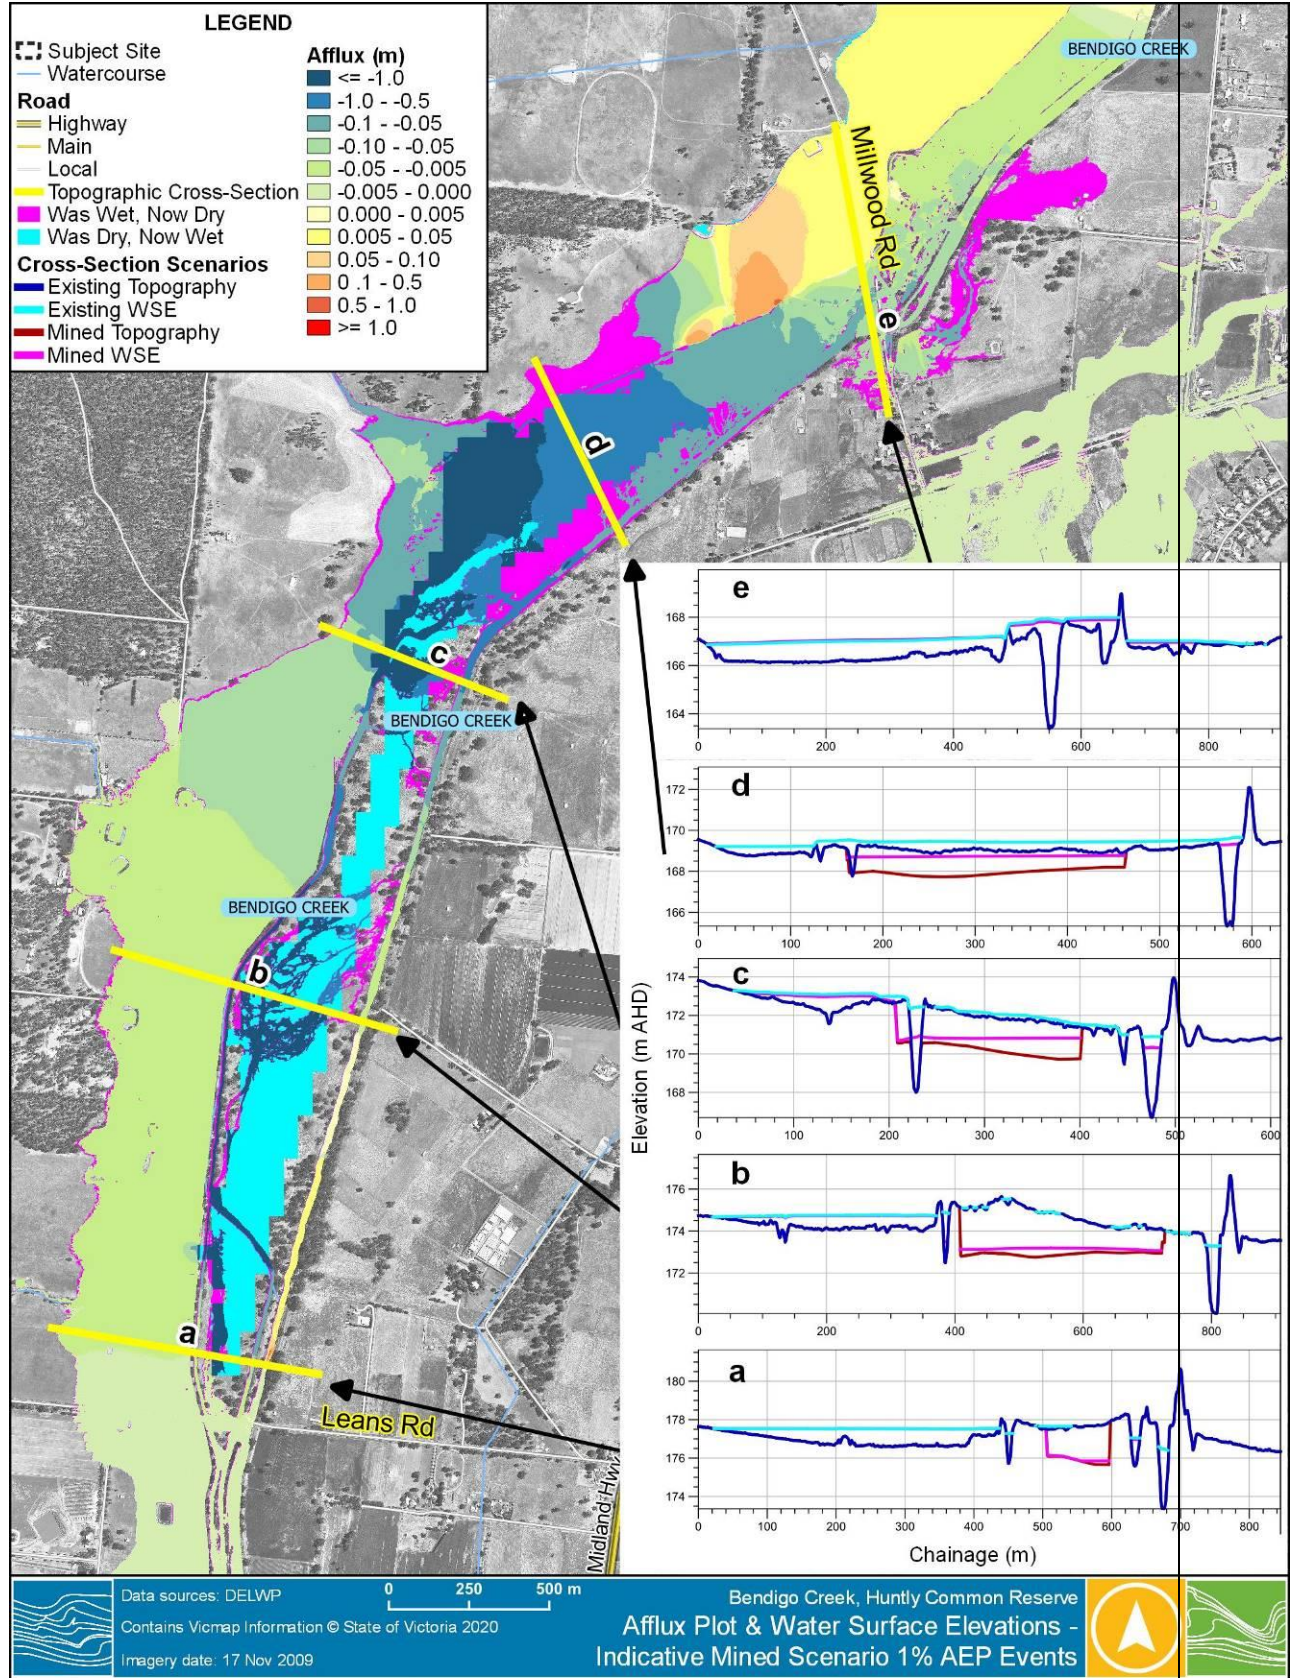 LEGEND
Subject Site
Watercourse
Road
Highway
Main
Local
Topographic Cross-Section
Was Wet, Now Dry
Was Dry, Now Wet
Cross-Section Scenarios
Existing Topography
Existing WSE
Mined Topography
Mined WSE
Afflux (m)
<= -1.0
-1.0 - -0.5
-0.1 - -0.05
-0.10 - -0.05
-0.05 - -0.005
-0.005 - 0.000
0.000 - 0.005
0.005 - 0.05
0.05 - 0.10
0.1 - 0.5
0.5 - 1.0
>= 1.0
BENDIGO CREEK
Millwood Rd
e
d
c
BENDIGO CREEK
BENDIGO CREEK
b
a
Leans Rd
Midland Hwy
Elevation (m AHD)
e
168
166
164
0 200 400 600 800
d
172
170
168
166
0 100 200 300 400 500 600
c
174
172
170
168
0 100 200 300 400 500 600
b
176
174
172
0 200 400 600 800
a
180
178
176
174
0 100 200 300 400 500 600 700 800
Chainage (m)
Data sources: DELWP
Contains Vicmap Information © State of Victoria 2020
Imagery date: 17 Nov 2009
0 250 500 m
Bendigo Creek, Huntly Common Reserve
Afflux Plot & Water Surface Elevations -
Indicative Mined Scenario 1% AEP Events